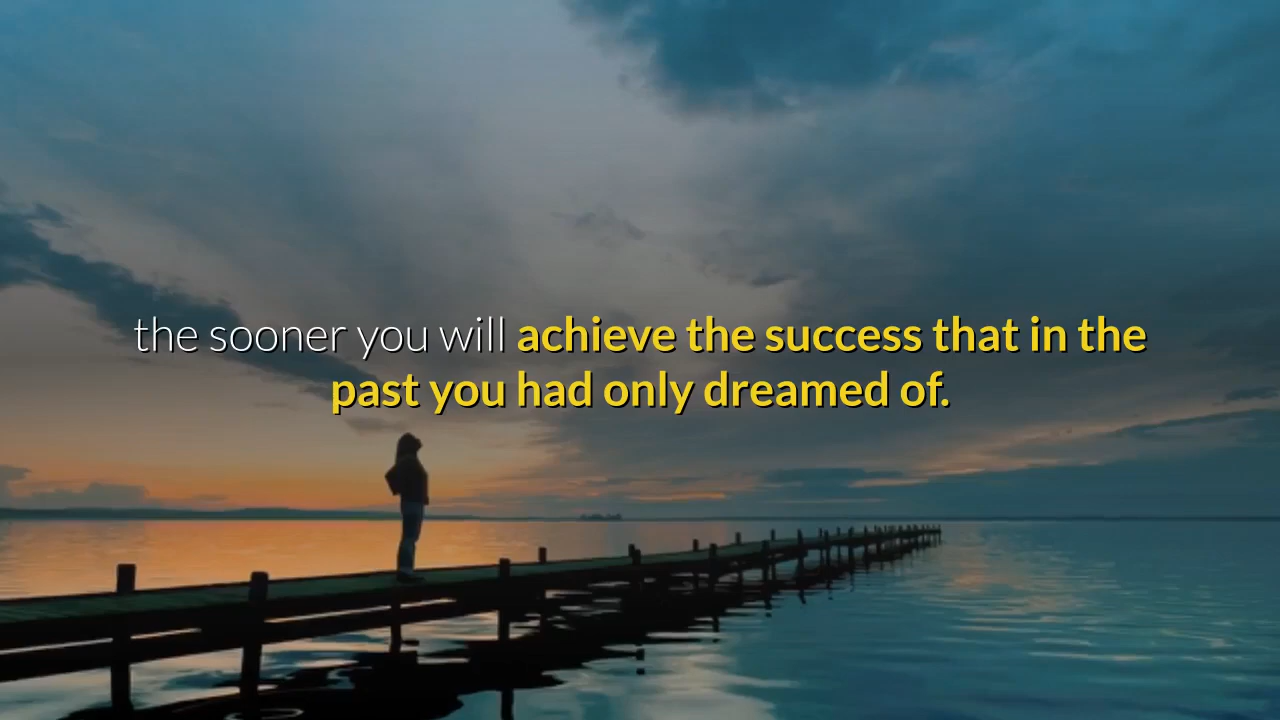 the sooner you will achieve the success that in the
past you had only dreamed of.